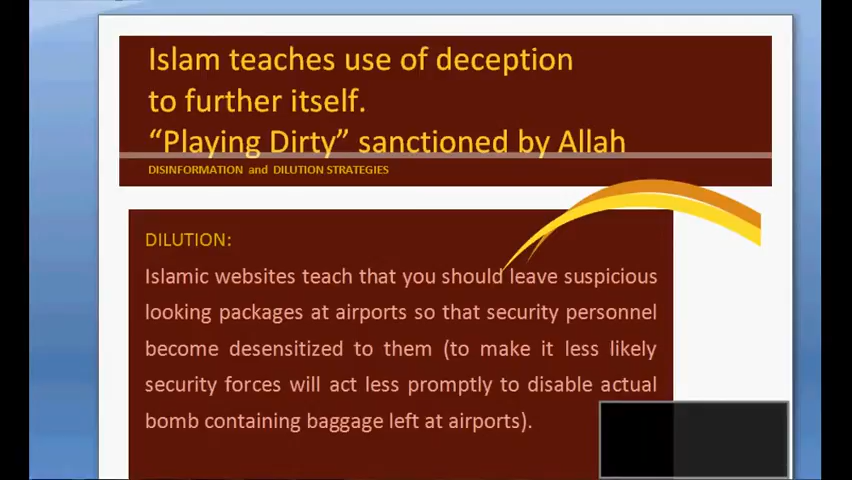 Islam teaches use of deception
to further itself.
“Playing Dirty” sanctioned by Allah
DISINFORMATION and DILUTION STRATEGIES
DILUTION:
Islamic websites teach that you should leave suspicious
looking packages at airports so that security personnel
become desensitized to them (to make it less likely
security forces will act less promptly to disable actual
bomb containing baggage left at airports).